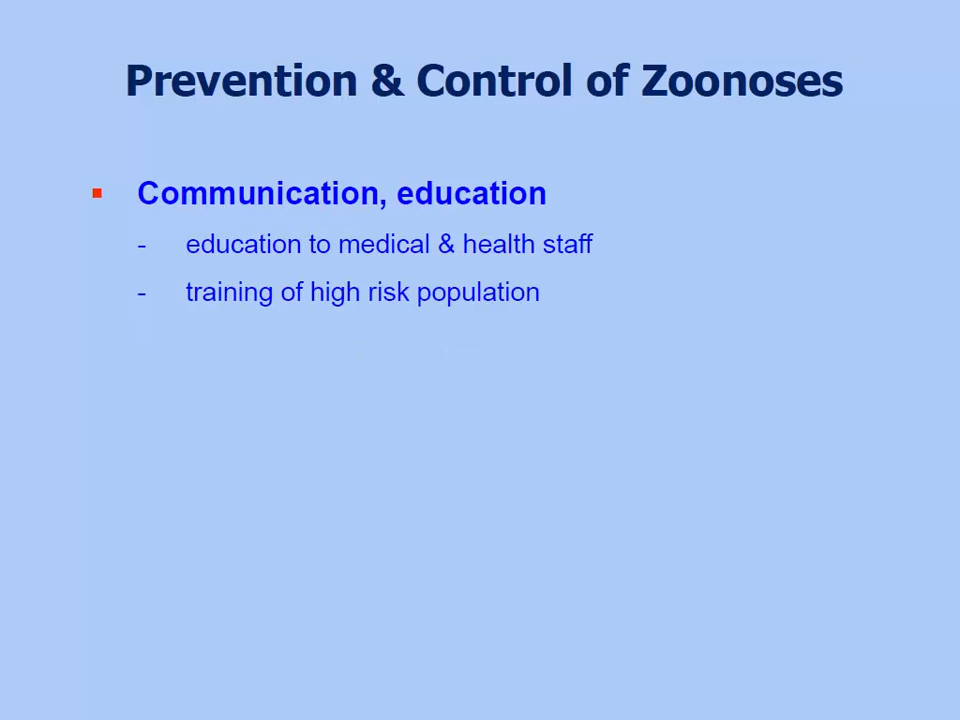 Prevention & Control of Zoonoses
▪ Communication, education
- education to medical & health staff
- training of high risk population